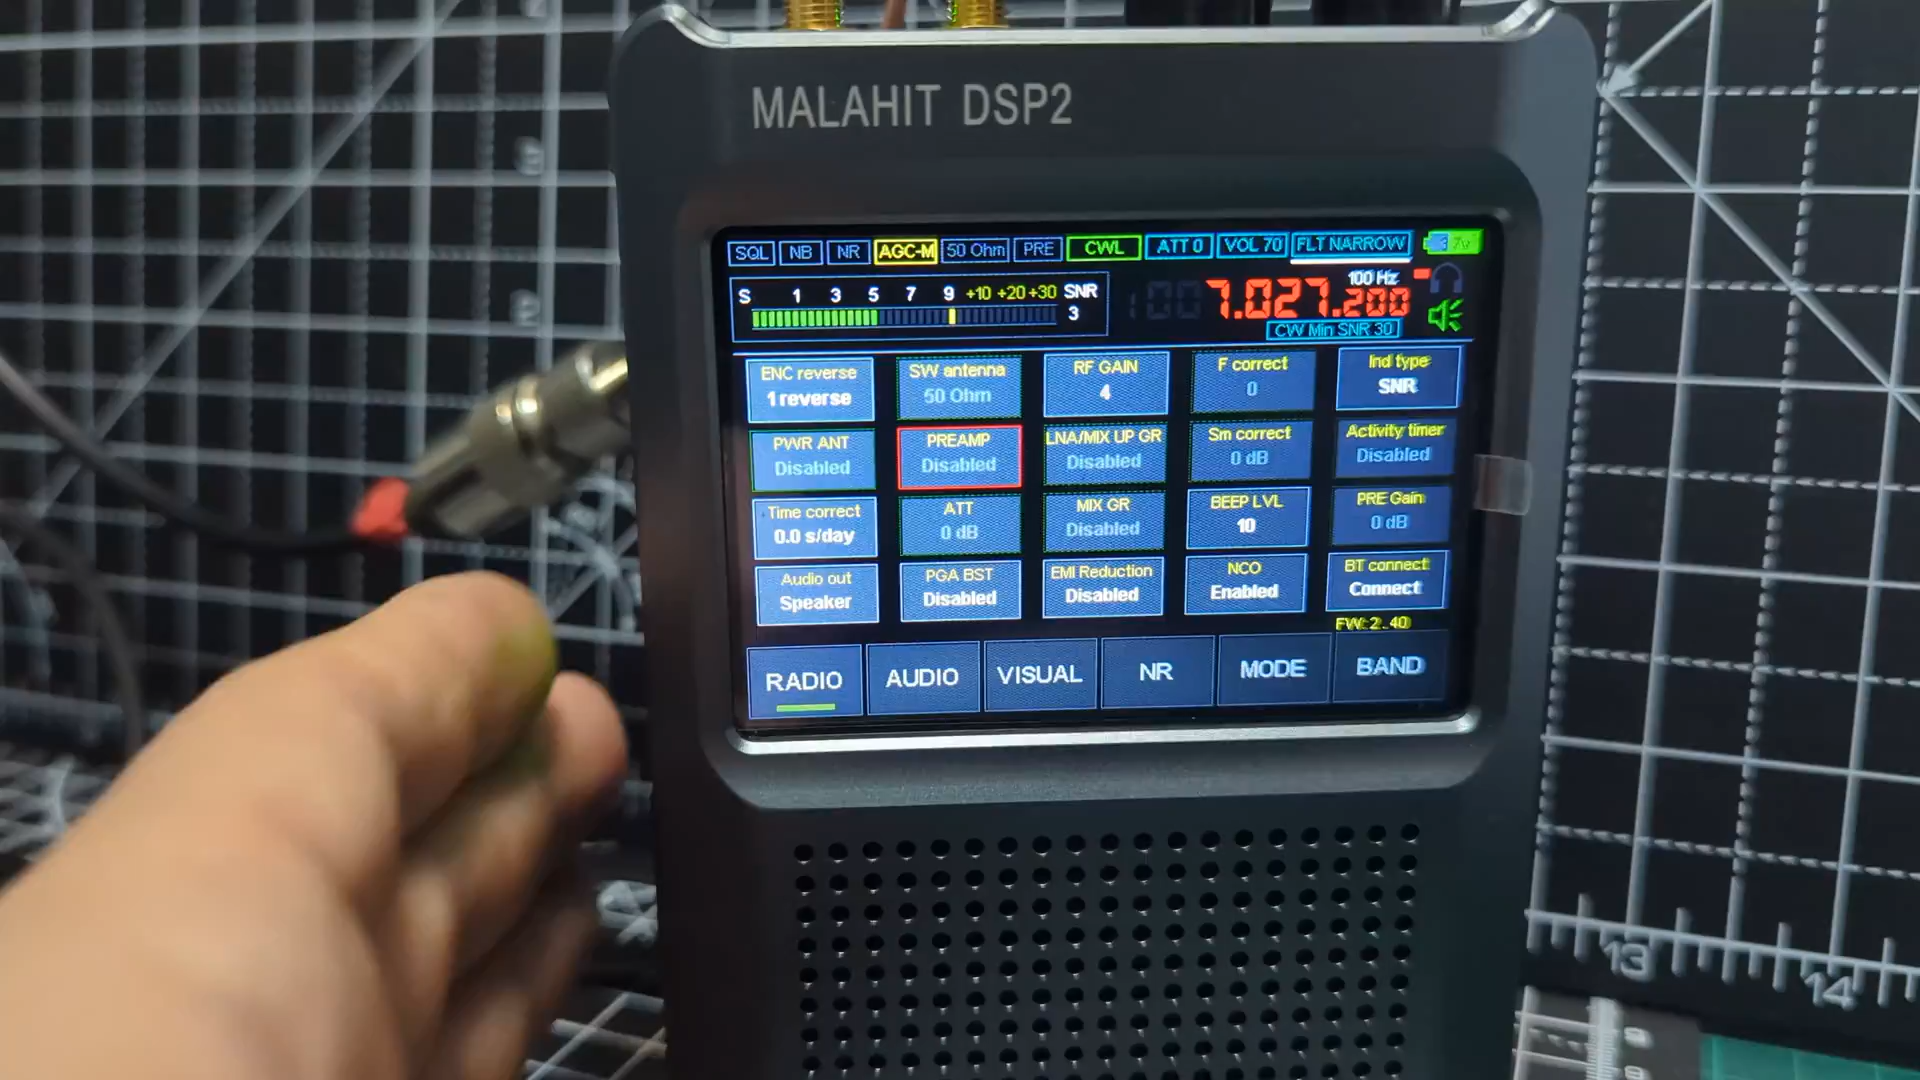 MALAHIT DSP2
SQL NB NR AGC-M 50 Ohm PRE CWL ATT 0 VOL 70 FLT NARROW 7v
S 1 3 5 7 9 +10 +20 +30 SNR
3
100 Hz
7.027.200
CW Min SNR 30
ENC reverse SW antenna RF GAIN F correct Ind type
1 reverse 50 Ohm 4 0 SNR
PWR ANT PREAMP LNA/MIX UP GR Sm correct Activity timer
Disabled Disabled Disabled 0 dB Disabled
Time correct ATT MIX GR BEEP LVL PRE Gain
0.0 s/day 0 dB Disabled 10 0 dB
Audio out PGA BST EMI Reduction NCO BT connect
Speaker Disabled Disabled Enabled Connect
FW: 2.40
RADIO AUDIO VISUAL NR MODE BAND
13 14